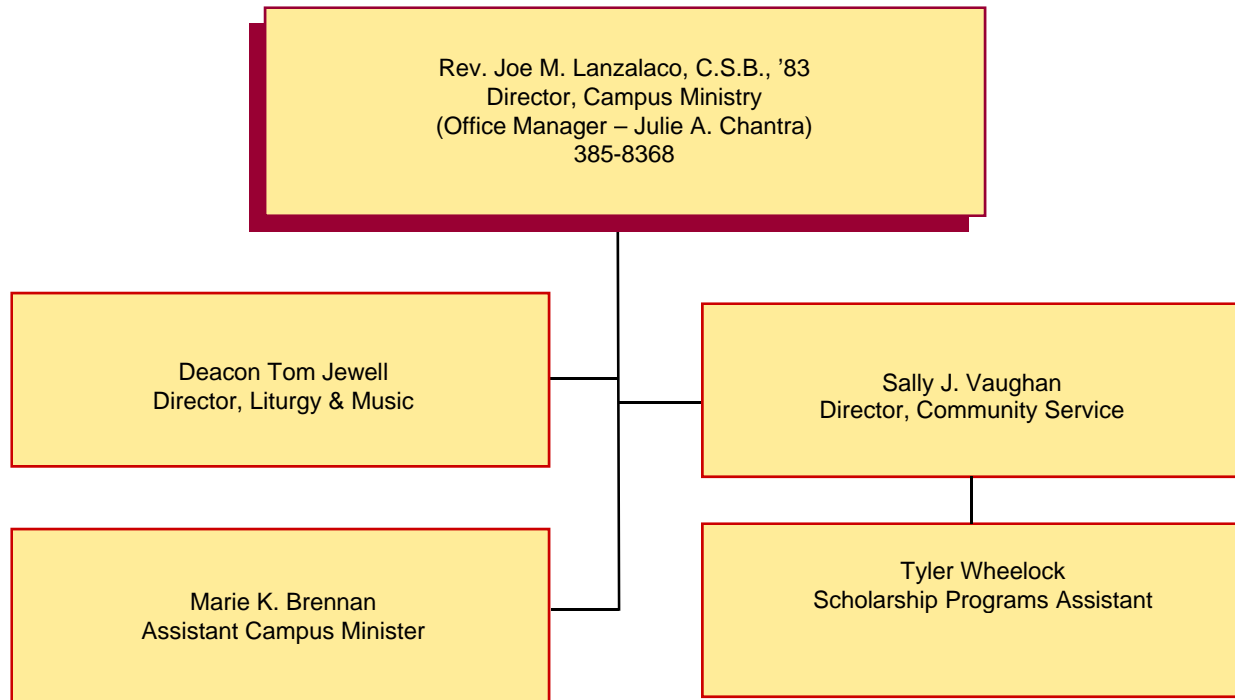 Rev. Joe M. Lanzalaco, C.S.B., ’83
Director, Campus Ministry
(Office Manager – Julie A. Chantra)
385-8368
Deacon Tom Jewell
Director, Liturgy & Music
Sally J. Vaughan
Director, Community Service
Marie K. Brennan
Assistant Campus Minister
Tyler Wheelock
Scholarship Programs Assistant